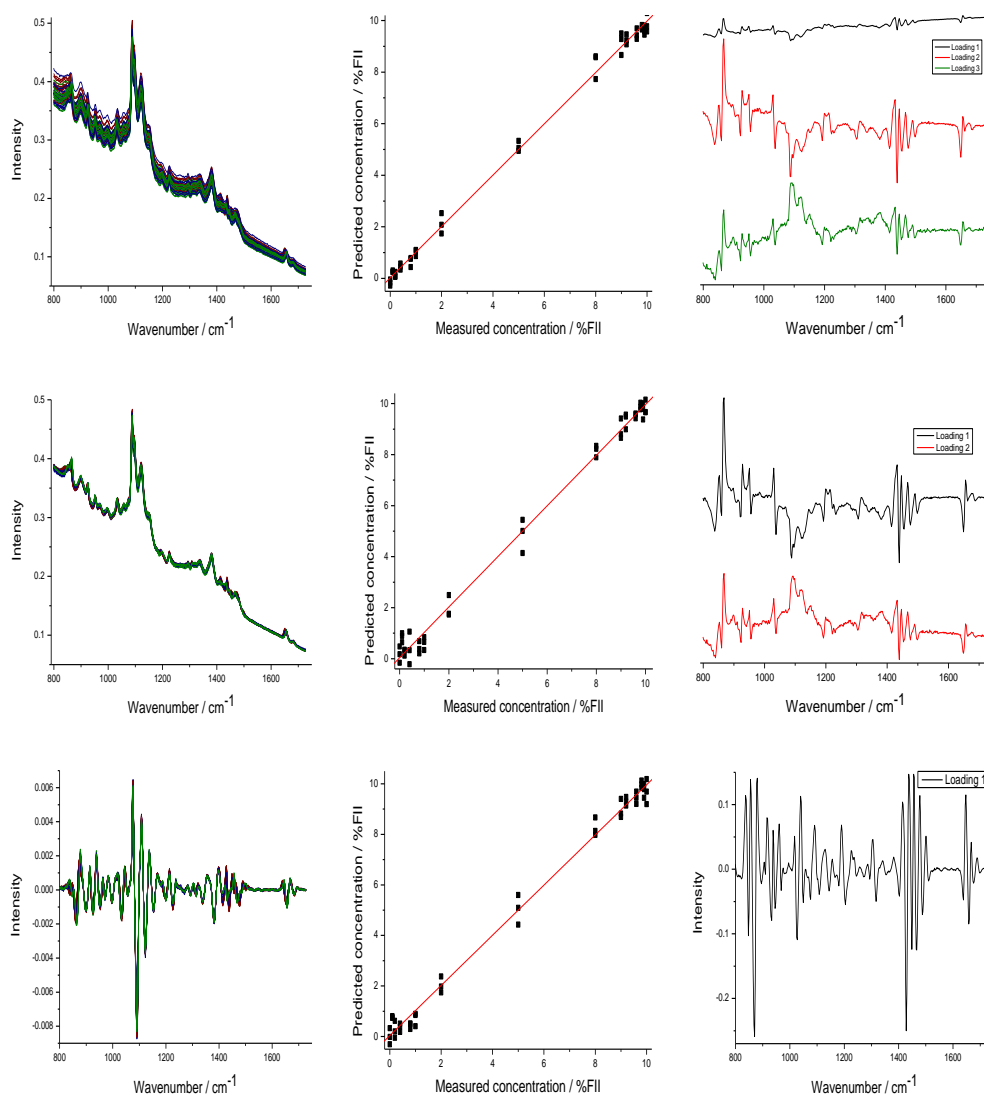 0.5
0.4
0.3
0.2
0.1
Intensity
800 1000 1200 1400 1600
Wavenumber / cm-1
10
8
6
4
2
0
Predicted concentration / %FII
0 2 4 6 8 10
Measured concentration / %FII
Loading 1
Loading 2
Loading 3
800 1000 1200 1400 1600
Wavenumber / cm-1
0.5
0.4
0.3
0.2
0.1
Intensity
800 1000 1200 1400 1600
Wavenumber / cm-1
10
8
6
4
2
0
Predicted concentration / %FII
0 2 4 6 8 10
Measured concentration / %FII
Loading 1
Loading 2
800 1000 1200 1400 1600
Wavenumber / cm-1
0.006
0.004
0.002
0.000
-0.002
-0.004
-0.006
-0.008
Intensity
800 1000 1200 1400 1600
Wavenumber / cm-1
10
8
6
4
2
0
Predicted concentration / %FII
0 2 4 6 8 10
Measured concentration / %FII
Loading 1
0.1
0.0
-0.1
-0.2
Intensity
800 1000 1200 1400 1600
Wavenumber / cm-1